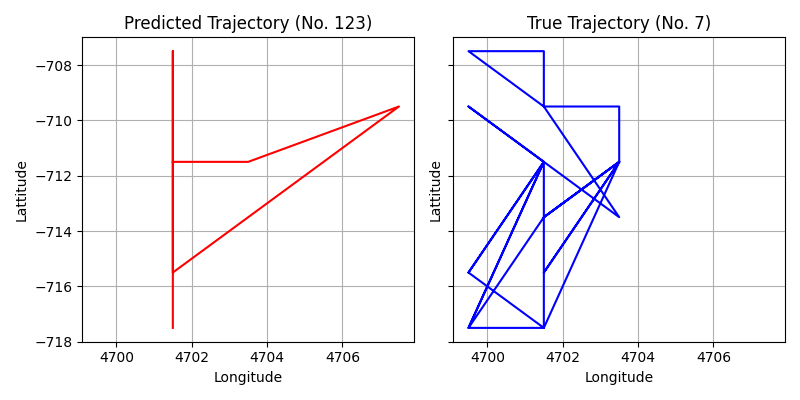 Predicted Trajectory (No. 123)
True Trajectory (No. 7)
Lattitude
−708
−710
−712
−714
−716
−718
4700
4702
4704
4706
Longitude
Lattitude
4700
4702
4704
4706
Longitude